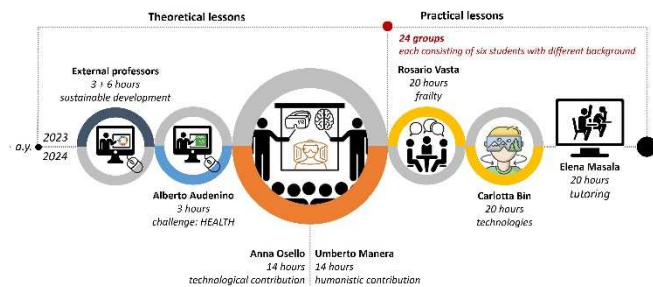 Theoretical lessons
Practical lessons
24 groups
each consisting of six students with different background
External professors
3 + 6 hours
sustainable development
Rosario Vasta
20 hours
frailty
a.y.
2023
2024
VR
Alberto Audenino
3 hours
challenge: HEALTH
Carlotta Bin
20 hours
technologies
Elena Masala
20 hours
tutoring
Anna Osello
14 hours
technological contribution
Umberto Manera
14 hours
humanistic contribution